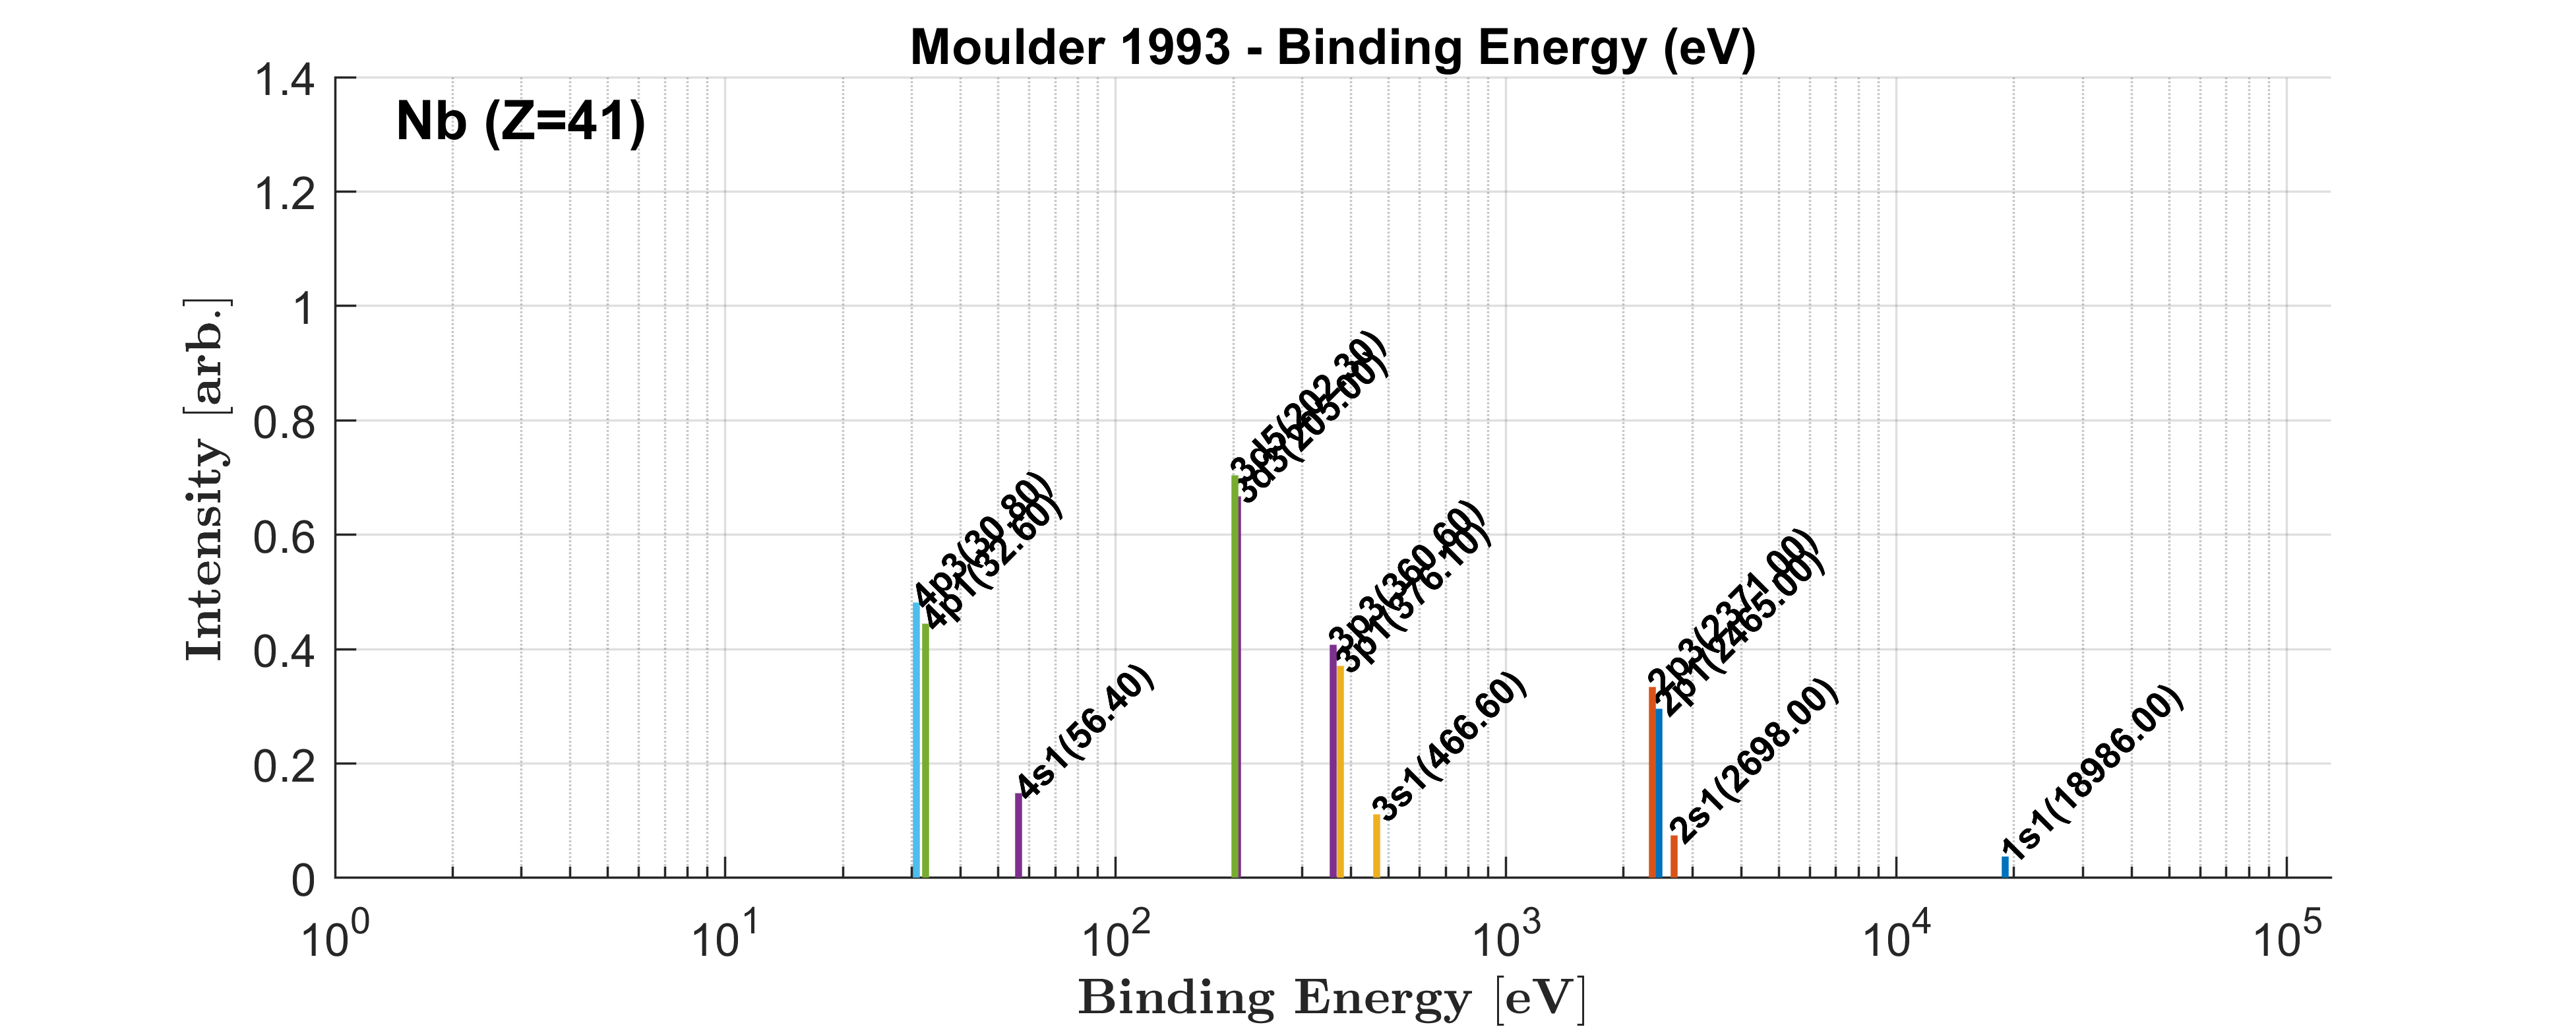 Moulder 1993 - Binding Energy (eV)
Nb (Z=41)
1.4
1.2
1
0.8
0.6
0.4
0.2
0
Intensity [arb.]
4p3(30.80)
4p1(32.60)
4s1(56.40)
3d5(202.30)
3d3(205.00)
3p3(360.60)
3p1(376.10)
3s1(466.60)
2p3(2371.00)
2p1(2465.00)
2s1(2698.00)
1s1(18986.00)
10^0 10^1 10^2 10^3 10^4 10^5
Binding Energy [eV]